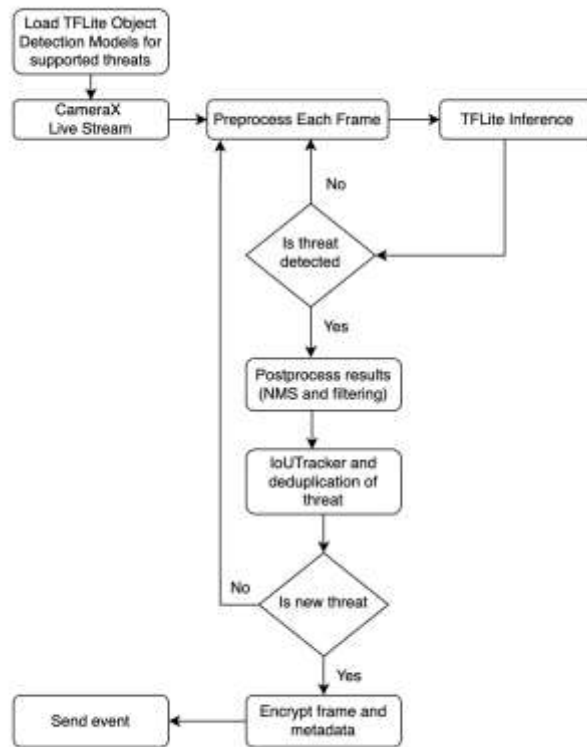 Load TFLite Object
Detection Models for
supported threats
CameraX
Live Stream
Preprocess Each Frame
TFLite Inference
No
Is threat
detected
Yes
Postprocess results
(NMS and filtering)
IoUTracker and
deduplication of
threat
No
Is new threat
Yes
Send event
Encrypt frame and
metadata